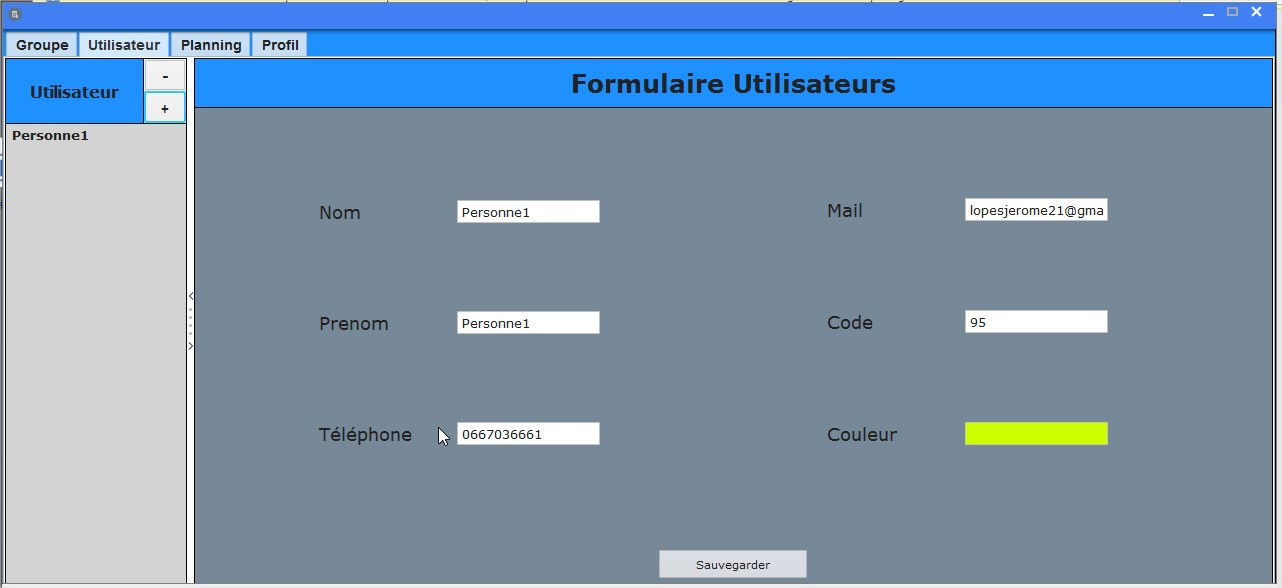 Groupe Utilisateur Planning Profil
Utilisateur
-
+
Personne1
Formulaire Utilisateurs
Nom Personne1 Mail lopesjerome21@gma
Prenom Personne1 Code 95
Téléphone 0667036661 Couleur
Sauvegarder